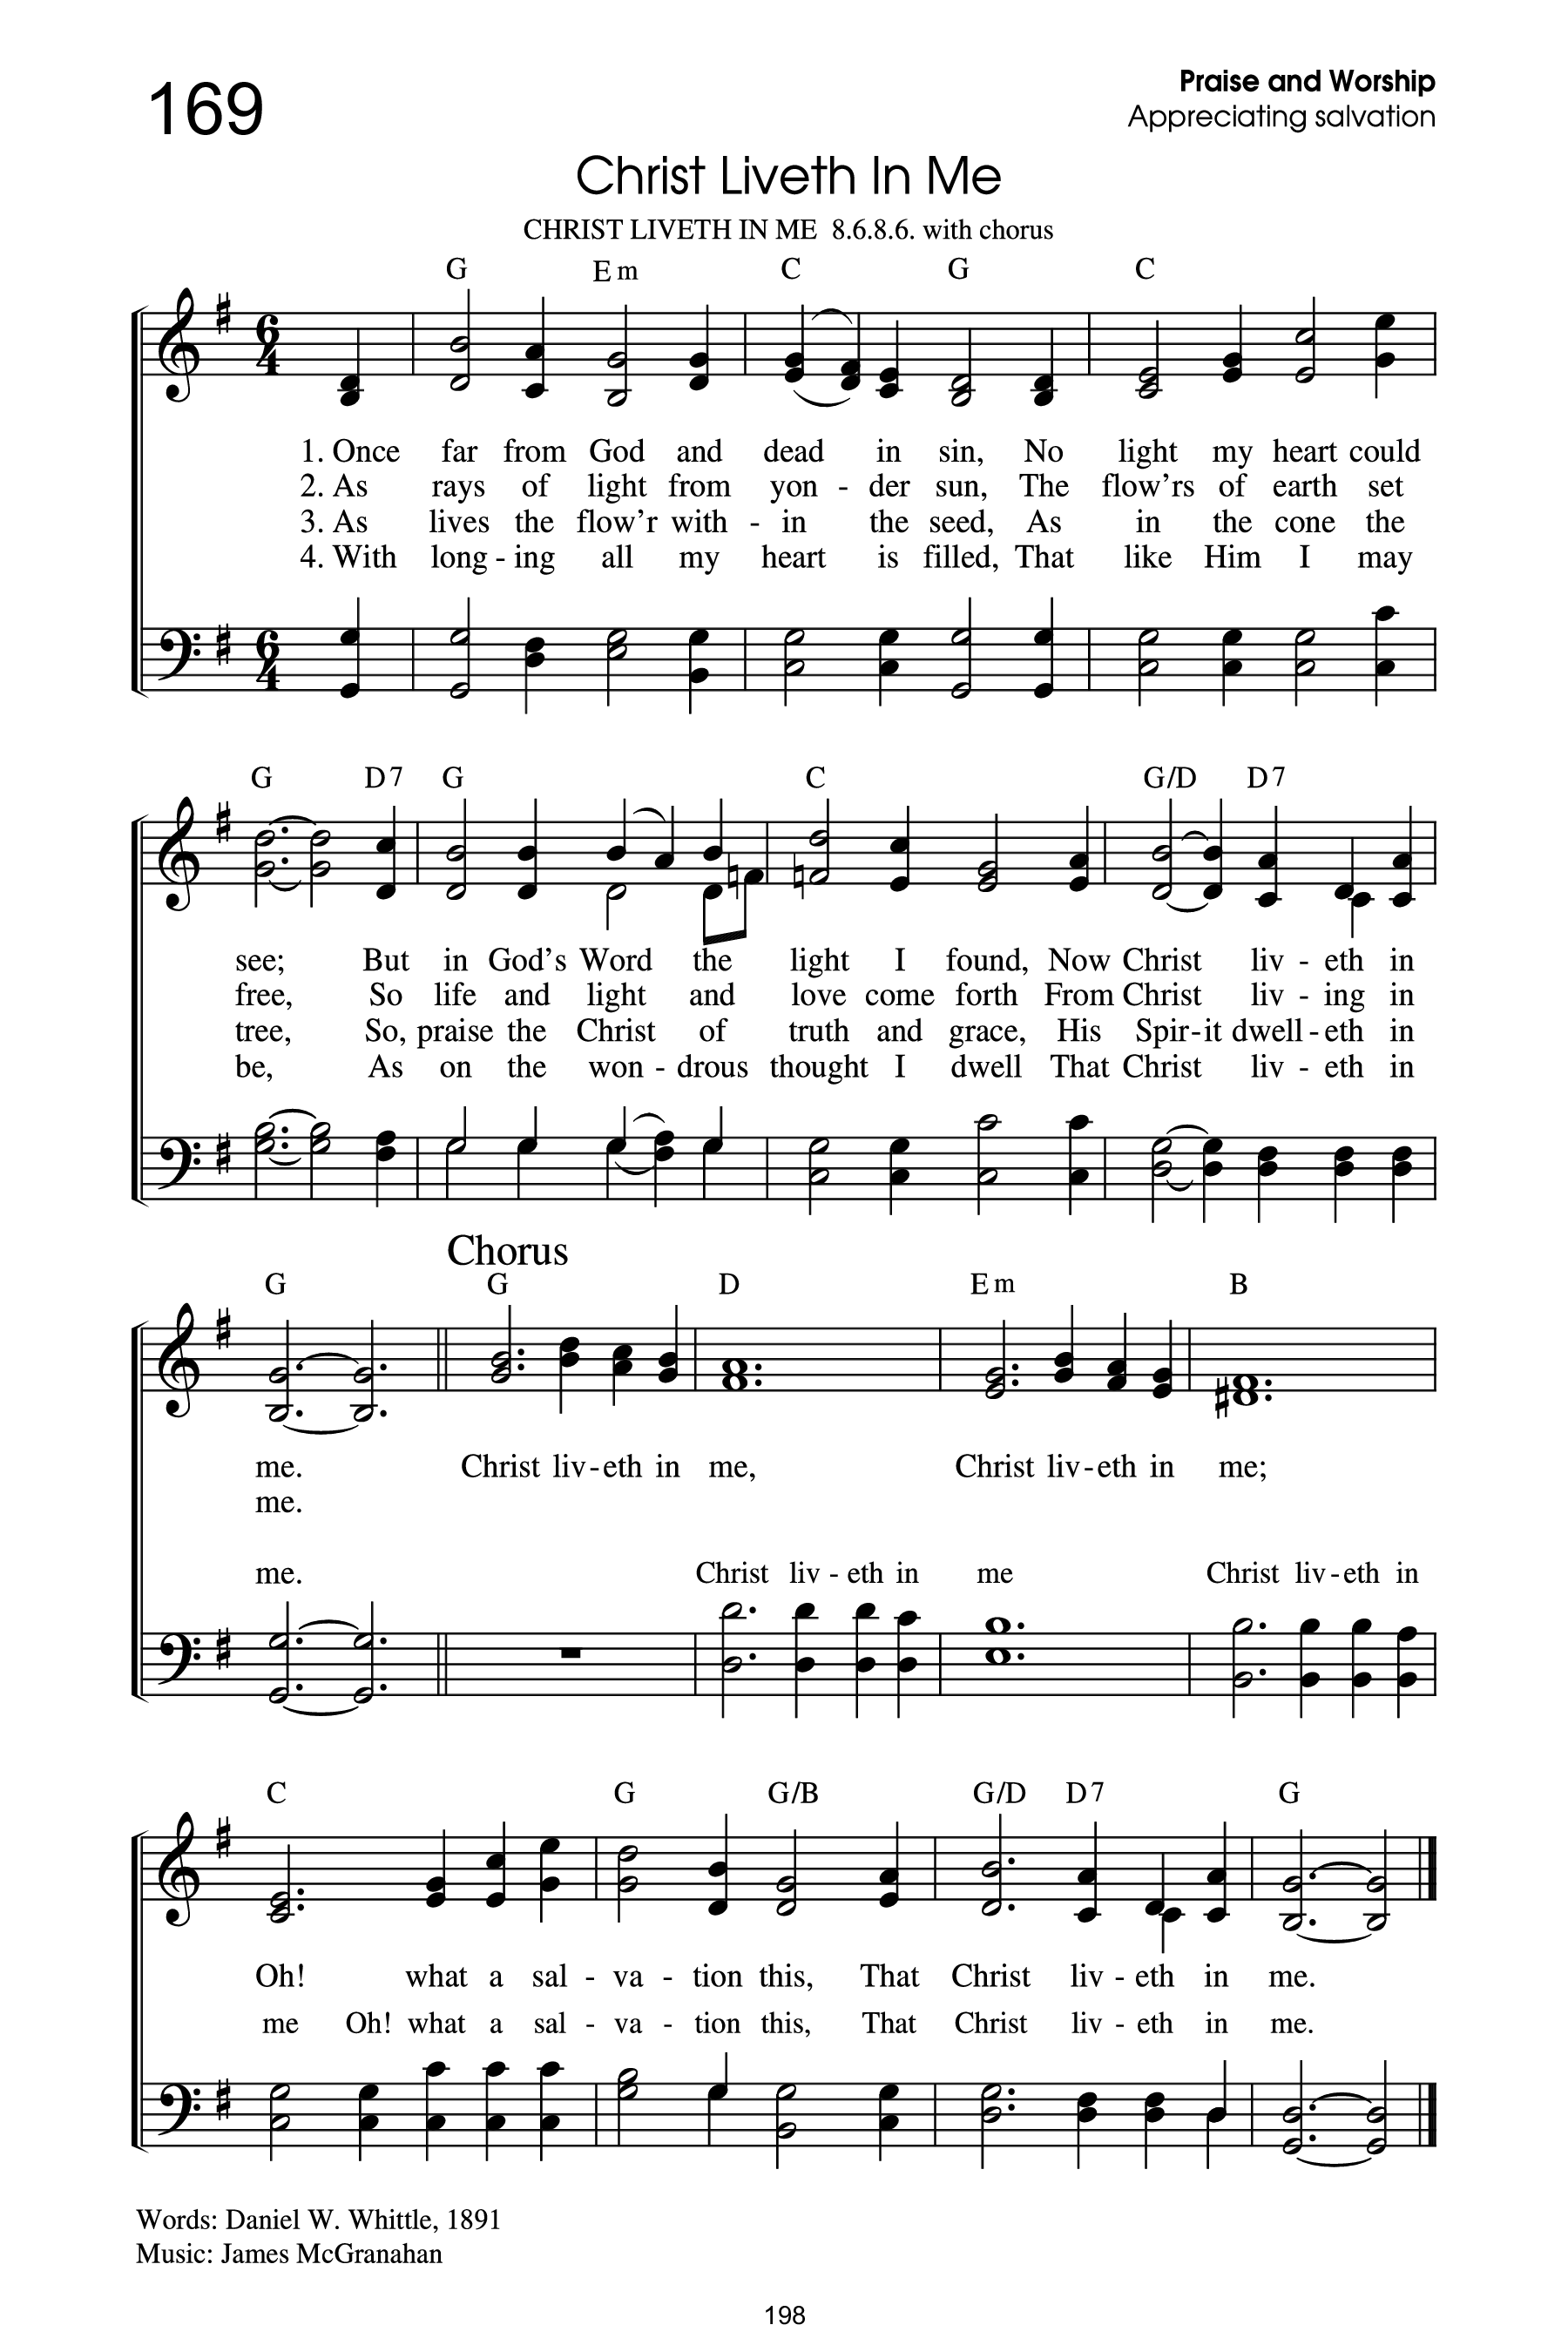 169
Praise and Worship
Appreciating salvation
Christ Liveth In Me
CHRIST LIVETH IN ME 8.6.8.6. with chorus
G Em C G C
1. Once far from God and dead in sin, No light my heart could
2. As rays of light from yon - der sun, The flow'rs of earth set
3. As lives the flow'r with - in the seed, As in the cone the
4. With long - ing all my heart is filled, That like Him I may
G D7 G C G/D D7
see; But in God's Word the light I found, Now Christ liv - eth in
free, So life and light and love come forth From Christ liv - ing in
tree, So, praise the Christ of truth and grace, His Spir - it dwell - eth in
be, As on the won - drous thought I dwell That Christ liv - eth in
Chorus
G G D Em B
me. Christ liv - eth in me, Christ liv - eth in me;
me.
me. Christ liv - eth in me Christ liv - eth in
C G G/B G/D D7 G
Oh! what a sal - va - tion this, That Christ liv - eth in me.
me Oh! what a sal - va - tion this, That Christ liv - eth in me.
Words: Daniel W. Whittle, 1891
Music: James McGranahan
198